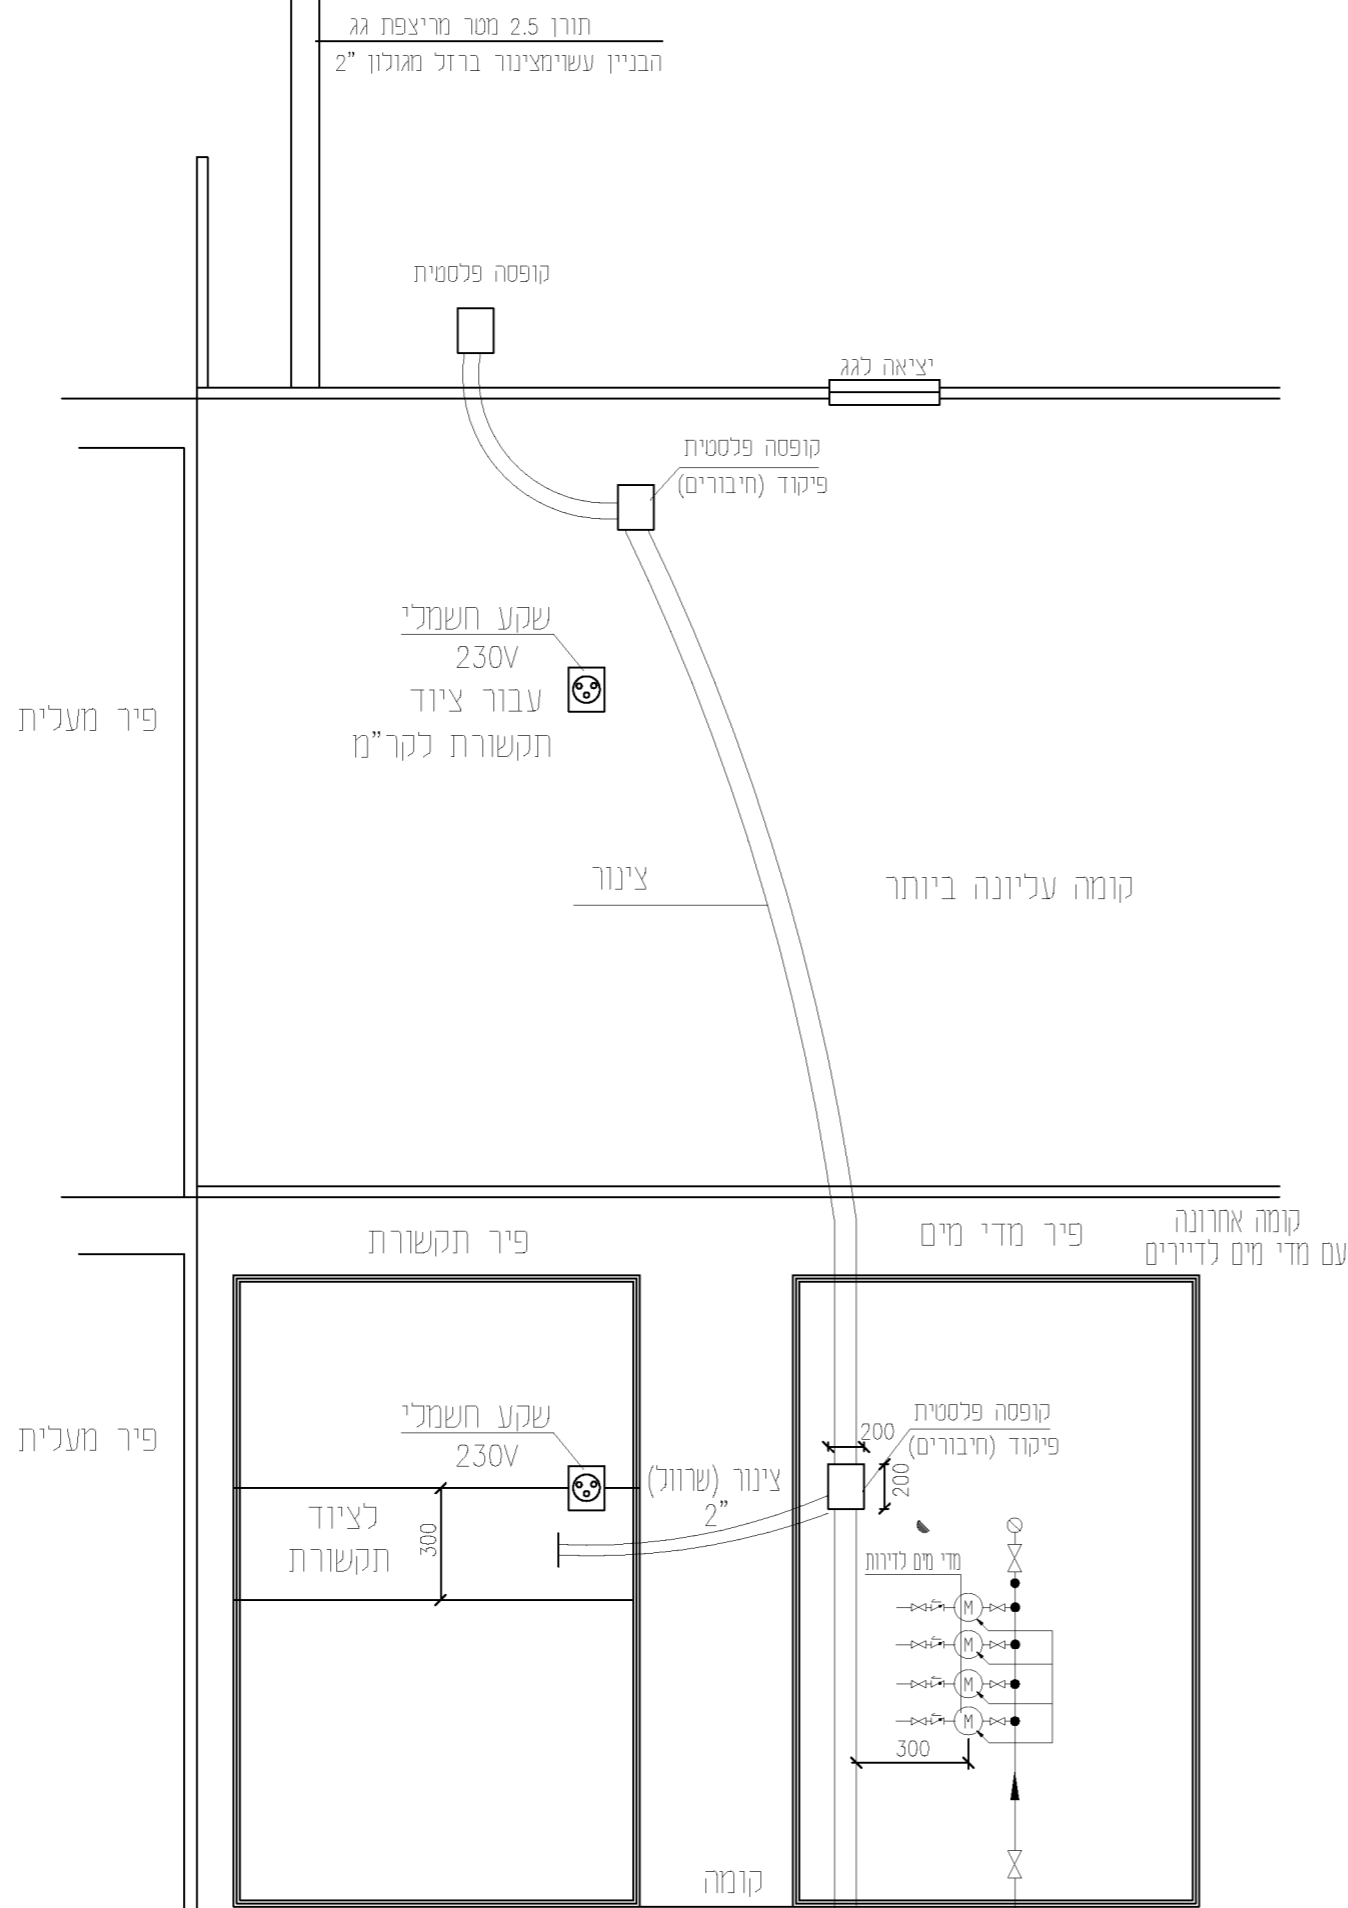 תורן 2.5 מטר מריצפת גג
הבניין עשוימצינור ברזל מגולוון 2"
קופסה פלסטית
יציאה לגג
קופסה פלסטית
פיקוד (חיבורים)
שקע חשמלי
230V
עבור ציוד
תקשורת לקר"מ
פיר מעלית
צינור
קומה עליונה ביותר
קומה אחרונה
עם מדי מים לדיירים
פיר מדי מים
פיר תקשורת
קופסה פלסטית
פיקוד (חיבורים)
200
200
שקע חשמלי
230V
פיר מעלית
צינור (שרוול)
2"
לציוד
תקשורת
300
מדי מים לדירות
M
M
M
M
300
קומה